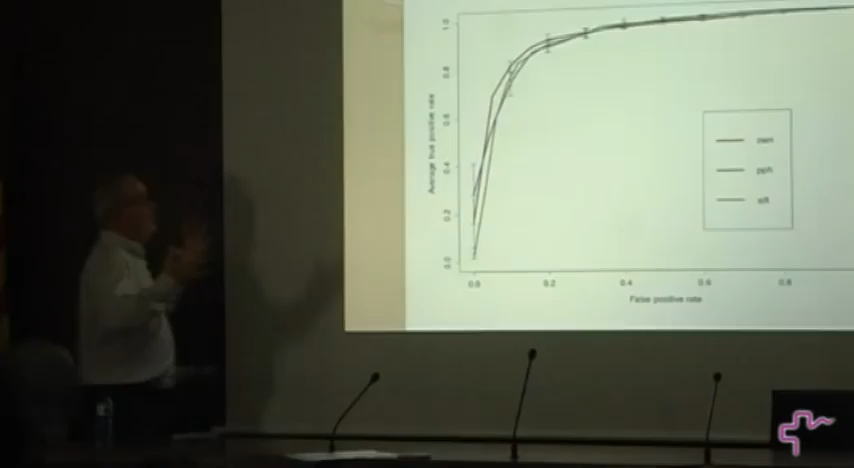 1.0
0.8
0.6
0.4
0.2
0.0
Average true positive rate
pph
sift
0.0 0.2 0.4 0.6 0.8
False positive rate